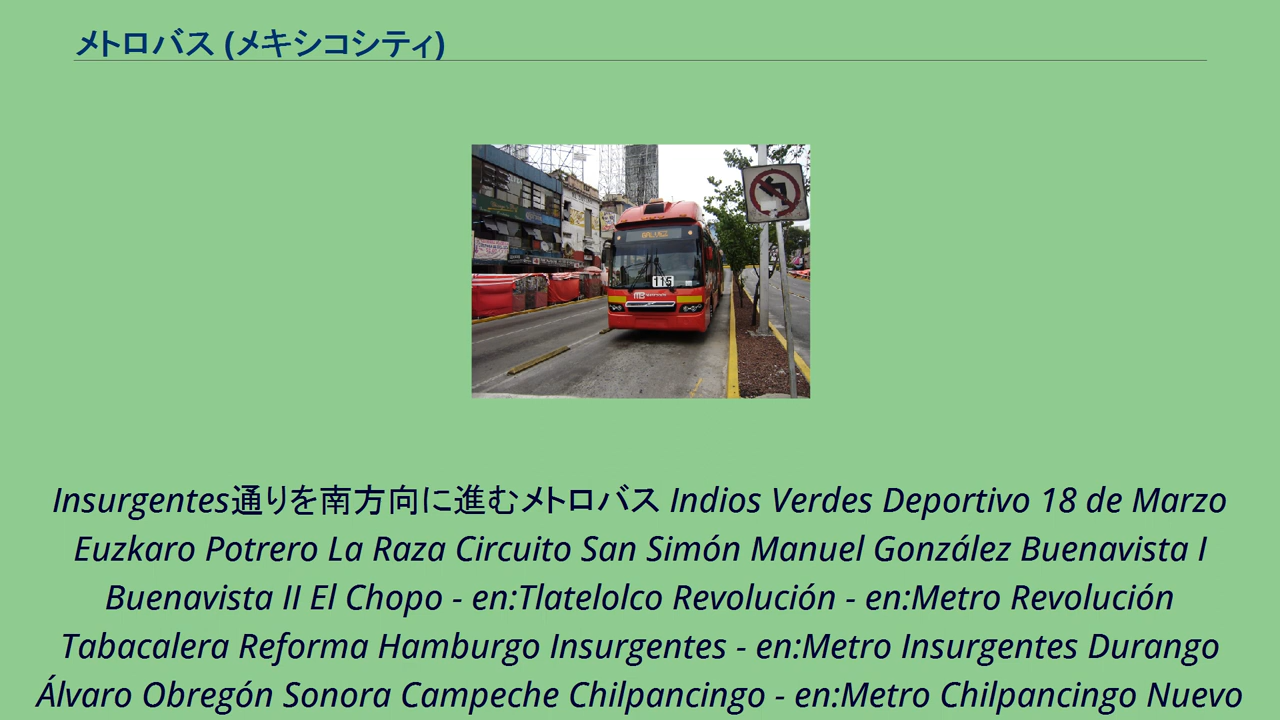 メトロバス (メキシコシティ)
115
Insurgentes通りを南方向に進むメトロバス Indios Verdes Deportivo 18 de Marzo
Euzkaro Potrero La Raza Circuito San Simón Manuel González Buenavista I
Buenavista II El Chopo - en:Tlatelolco Revolución - en:Metro Revolución
Tabacalera Reforma Hamburgo Insurgentes - en:Metro Insurgentes Durango
Álvaro Obregón Sonora Campeche Chilpancingo - en:Metro Chilpancingo Nuevo